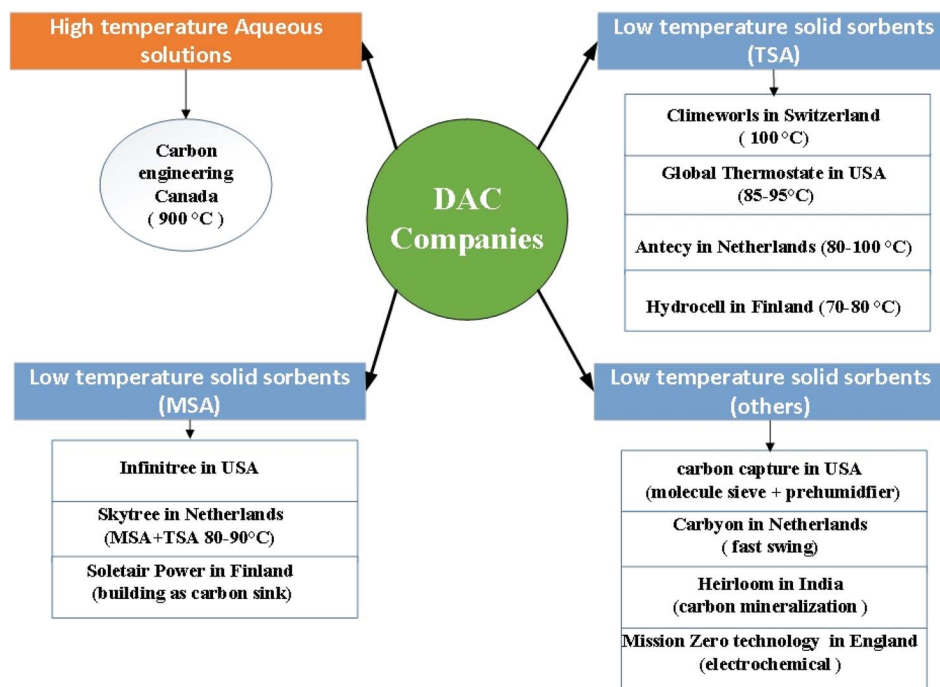 High temperature Aqueous
solutions
Carbon
engineering
Canada
( 900 °C )
DAC
Companies
Low temperature solid sorbents
(TSA)
Climeworls in Switzerland
( 100 °C)
Global Thermostate in USA
(85-95°C)
Antecy in Netherlands (80-100 °C)
Hydrocell in Finland (70-80 °C)
Low temperature solid sorbents
(MSA)
Infinitree in USA
Skytree in Netherlands
(MSA+TSA 80-90°C)
Soletair Power in Finland
(building as carbon sink)
Low temperature solid sorbents
(others)
carbon capture in USA
(molecule sieve + prehumidfier)
Carbyon in Netherlands
( fast swing)
Heirloom in India
(carbon mineralization )
Mission Zero technology in England
(electrochemical )